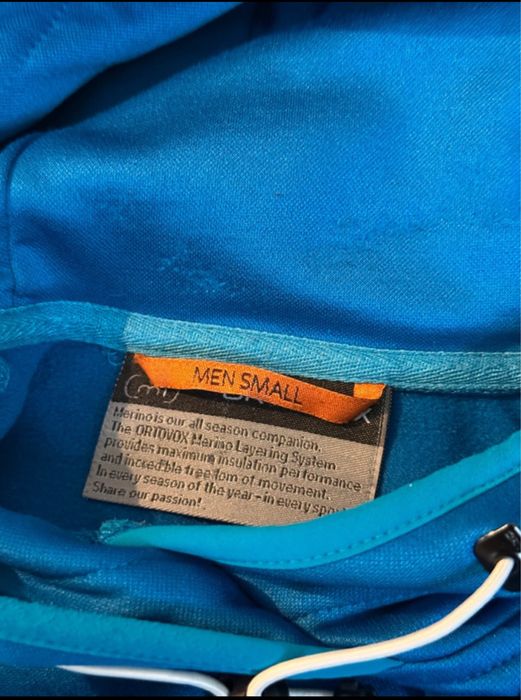 MEN SMALL
Merino is our all season companion.
The ORTOVOX Merino Layering System
provides maximum insulation performance
and incredible freedom of movement.
In every season of the year - in every
Share our passion!